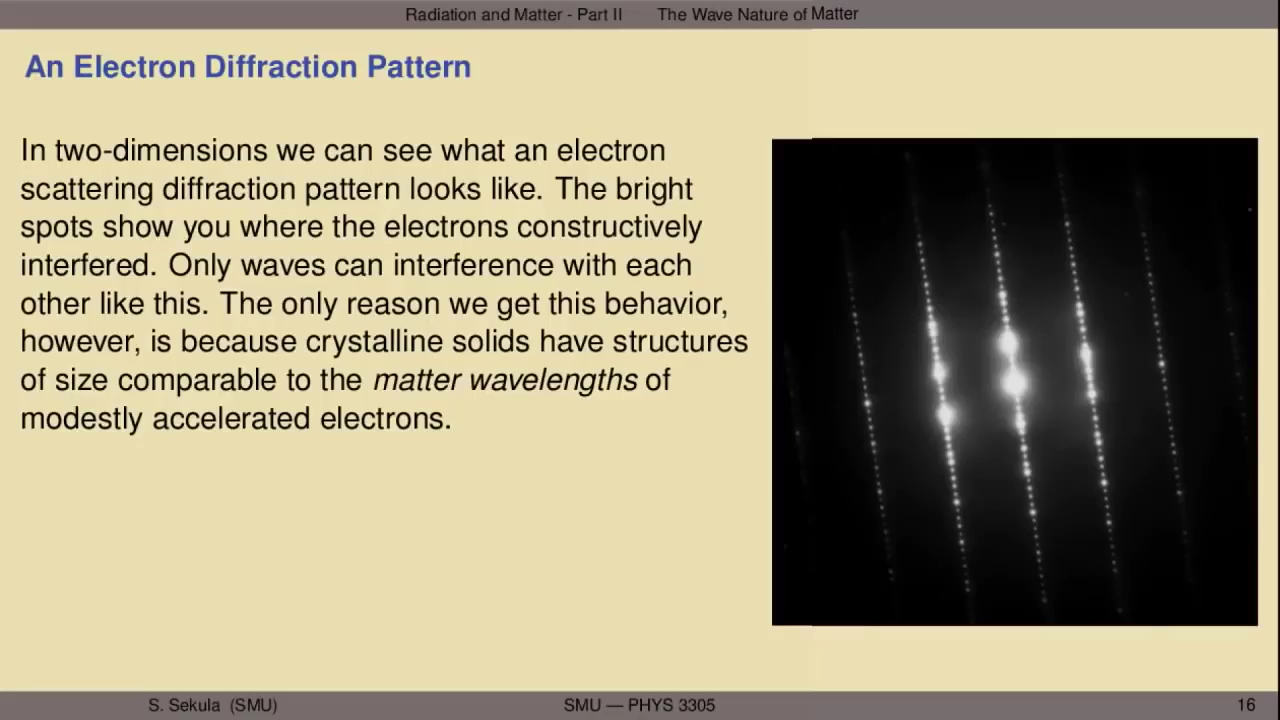 Radiation and Matter - Part II The Wave Nature of Matter
An Electron Diffraction Pattern
In two-dimensions we can see what an electron
scattering diffraction pattern looks like. The bright
spots show you where the electrons constructively
interfered. Only waves can interference with each
other like this. The only reason we get this behavior,
however, is because crystalline solids have structures
of size comparable to the matter wavelengths of
modestly accelerated electrons.
S. Sekula (SMU) SMU — PHYS 3305 16